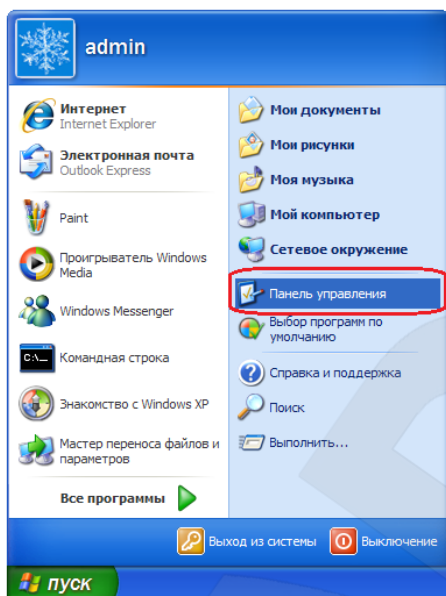 admin
Интернет
Internet Explorer
Электронная почта
Outlook Express
Paint
Проигрыватель Windows
Media
Windows Messenger
C:\_
Командная строка
Знакомство с Windows XP
Мастер переноса файлов и
параметров
Все программы
Мои документы
Мои рисунки
Моя музыка
Мой компьютер
Сетевое окружение
Панель управления
Выбор программ по
умолчанию
Справка и поддержка
Поиск
Выполнить...
Выход из системы
Выключение
пуск